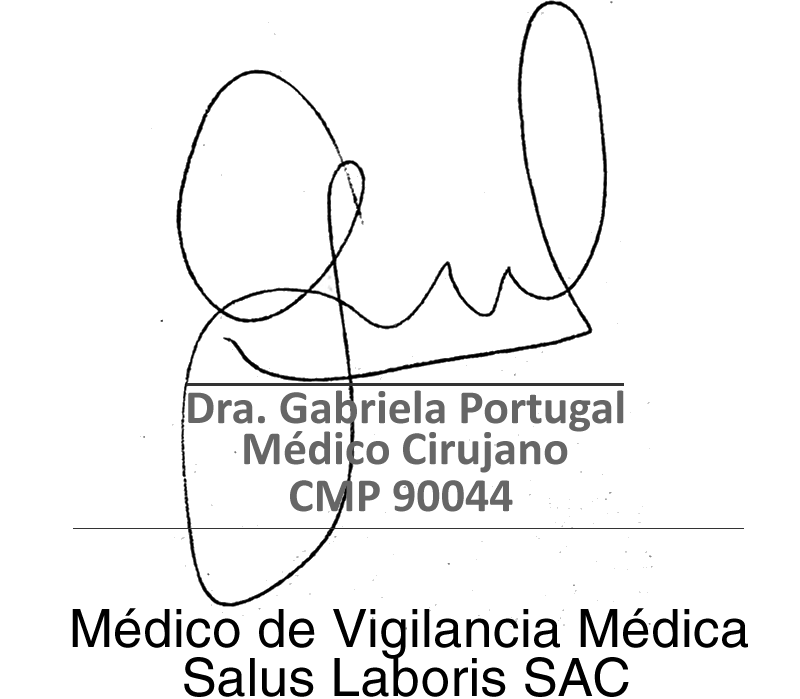 Dra. Gabriela Portugal
Médico Cirujano
CMP 90044
Médico de Vigilancia Médica
Salus Laboris SAC